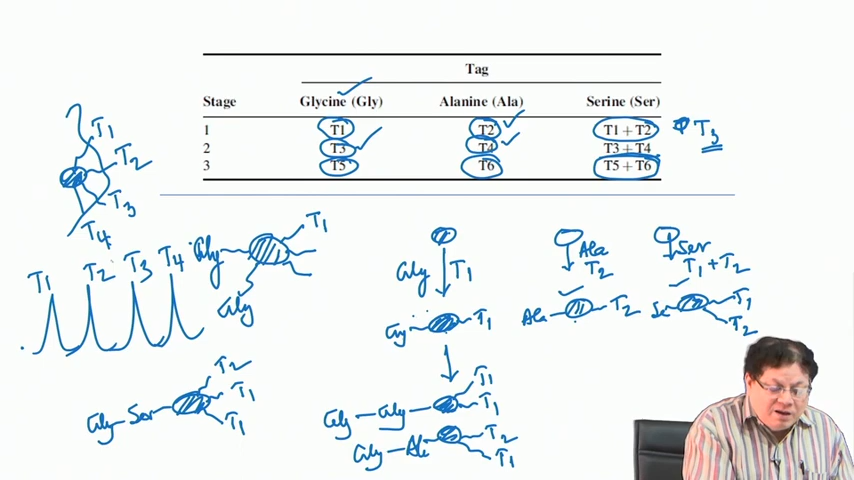 Tag
Stage Glycine (Gly) Alanine (Ala) Serine (Ser)
1 T1 T2 T1 + T2 T3
2 T3 T4 T3 + T4
3 T5 T6 T5 + T6
T1
T2
T3
T4
T1 T2 T3 T4
Gly T1
Gly
Gly T1
Gly T1
Gly-Gly T1
T1
Gly-Ala T2
T1
Ala
T2
Ala T2
Ser
T1 + T2
Se T1
T2
Gly-Ser T2
T1
T1